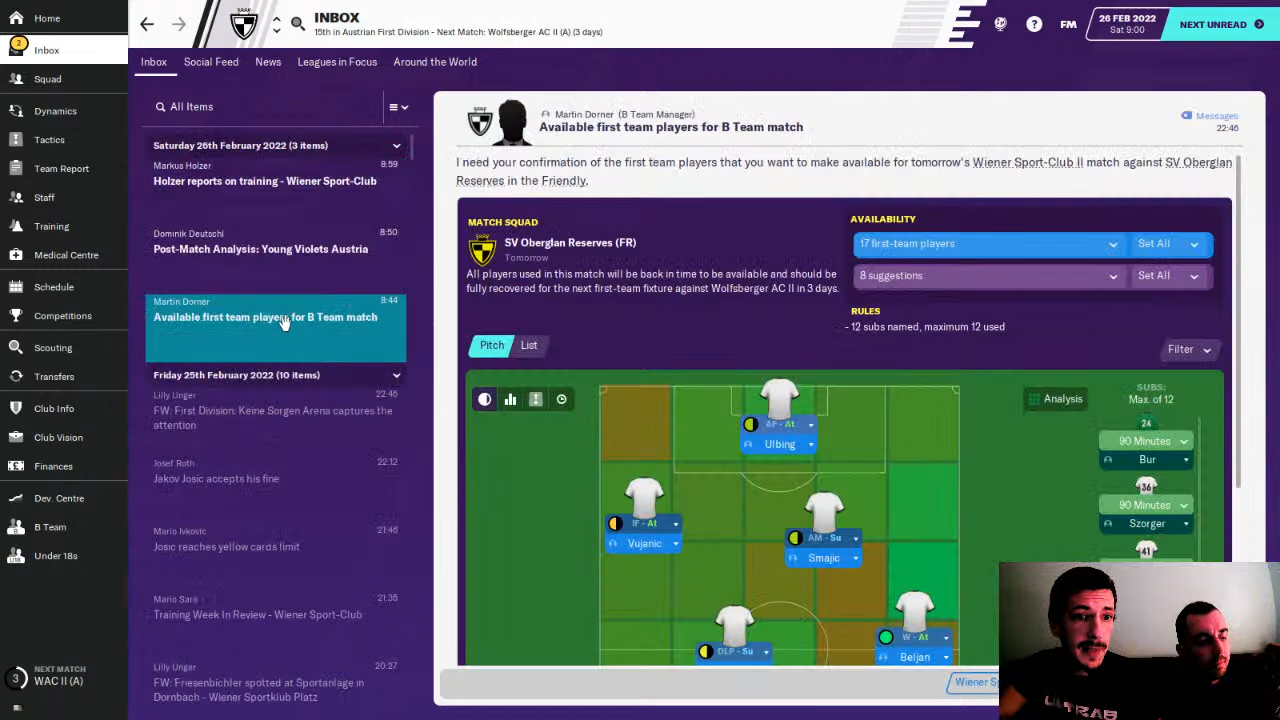 Home
INBOX
15th in Austrian First Division - Next Match: Wolfsberger AC II (A) (3 days)
FM
26 FEB 2022
Sat 9:00
NEXT UNREAD
2
Inbox
Squad
Dynamics
Tactics
Team Report
Staff
Training
Medical Centre
Schedule
Competitions
Scouting
Transfers
Club Info
Club Vision
Finances
Dev. Centre
B Team
Under 18s
NEXT MATCH
3
WAC II (A)
Inbox
Social Feed
News
Leagues in Focus
Around the World
All Items
Saturday 26th February 2022 (3 items)
Markus Holzer
8:59
Holzer reports on training - Wiener Sport-Club
Dominik Deutschl
8:50
Post-Match Analysis: Young Violets Austria
Martin Dorner
8:44
Available first team players for B Team match
Friday 25th February 2022 (10 items)
Lilly Unger
22:46
FW: First Division: Keine Sorgen Arena captures the
attention
Josef Roth
22:12
Jakov Josic accepts his fine
Mario Ivkovic
21:46
Josic reaches yellow cards limit
Mario Sara
21:35
Training Week In Review - Wiener Sport-Club
Lilly Unger
20:27
FW: Friesenbichler spotted at Sportanlage in
Dornbach - Wiener Sportklub Platz
Martin Dorner (B Team Manager)
Available first team players for B Team match
Messages
22:46
I need your confirmation of the first team players that you want to make available for tomorrow's Wiener Sport-Club II match against SV Oberglan
Reserves in the Friendly.
MATCH SQUAD
SV Oberglan Reserves (FR)
Tomorrow
All players used in this match will be back in time to be available and should be
fully recovered for the next first-team fixture against Wolfsberger AC II in 3 days.
AVAILABILITY
17 first-team players
Set All
8 suggestions
Set All
RULES
- 12 subs named, maximum 12 used
Pitch
List
Filter
Analysis
SUBS:
Max. of 12
24
90 Minutes
Bur
36
90 Minutes
Szorger
41
AF - At
Ulbing
IF - At
Vujanic
AM - Su
Smajic
DLP - Su
W - At
Beljan
Wiener Sp
ULTRAB